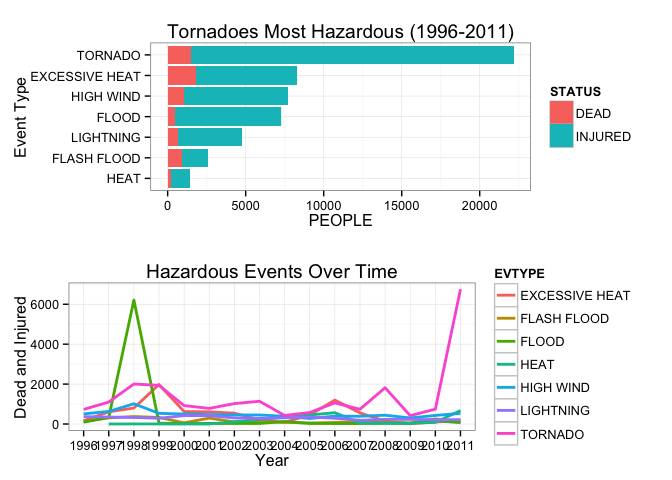 Tornadoes Most Hazardous (1996-2011)
Event Type
TORNADO
EXCESSIVE HEAT
HIGH WIND
FLOOD
LIGHTNING
FLASH FLOOD
HEAT
0 5000 10000 15000 20000
PEOPLE
STATUS
DEAD
INJURED
Hazardous Events Over Time
Dead and Injured
6000
4000
2000
0
1996 1997 1998 1999 2000 2001 2002 2003 2004 2005 2006 2007 2008 2009 2010 2011
Year
EVTYPE
EXCESSIVE HEAT
FLASH FLOOD
FLOOD
HEAT
HIGH WIND
LIGHTNING
TORNADO